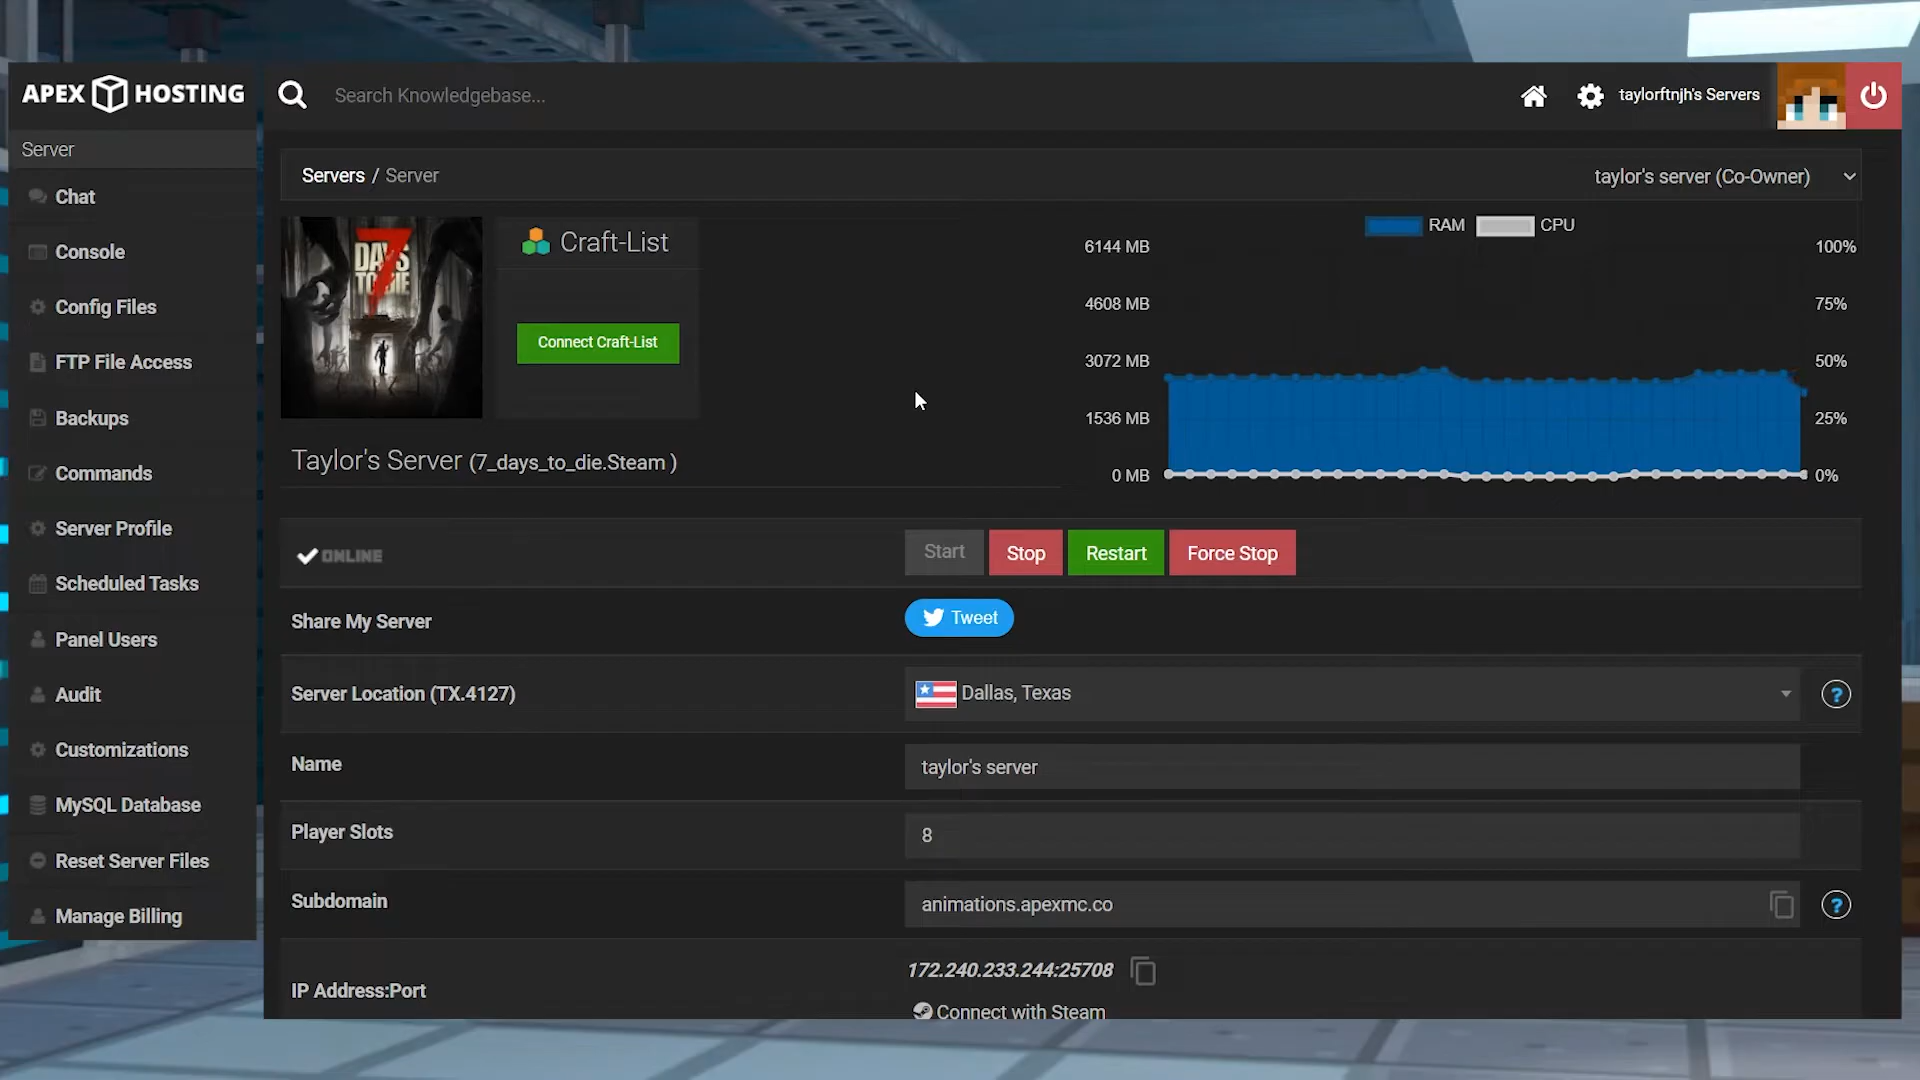 APEX HOSTING
Search Knowledgebase...
taylorftnjh's Servers
Server
Chat
Console
Config Files
FTP File Access
Backups
Commands
Server Profile
Scheduled Tasks
Panel Users
Audit
Customizations
MySQL Database
Reset Server Files
Manage Billing
Servers / Server
taylor's server (Co-Owner)
7 DAYS TO DIE
Craft-List
Connect Craft-List
Taylor's Server (7_days_to_die.Steam )
RAM CPU
6144 MB 100%
4608 MB 75%
3072 MB 50%
1536 MB 25%
0 MB 0%
ONLINE
Start Stop Restart Force Stop
Share My Server
Tweet
Server Location (TX.4127)
Dallas, Texas
?
Name
taylor's server
Player Slots
8
Subdomain
animations.apexmc.co
?
IP Address:Port
172.240.233.244:25708
Connect with Steam